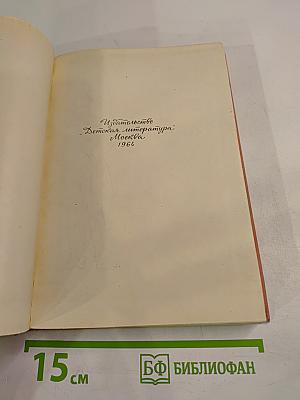 Издательство
„Детская литература“
Москва
1964
15 см
БФ БИБЛИОФАН